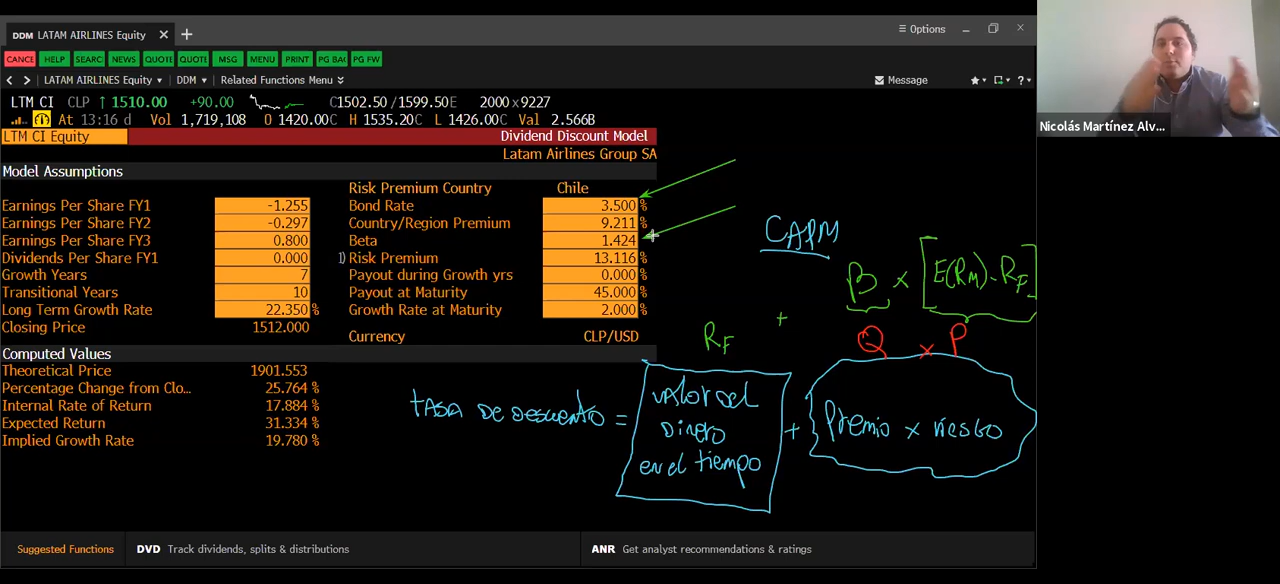 DDM LATAM AIRLINES Equity
Options
CANCE HELP SEARC NEWS QUOTE QUOTE MSG MENU PRINT PG BAC PG FW
LATAM AIRLINES Equity DDM Related Functions Menu
Message
LTM CI CLP ↑ 1510.00 +90.00 C1502.50 / 1599.50E 2000 x 9227
At 13:16 d Vol 1,719,108 O 1420.00C H 1535.20C L 1426.00C Val 2.566B
LTM CI Equity Dividend Discount Model
Latam Airlines Group SA
Model Assumptions
Risk Premium Country Chile
Earnings Per Share FY1 -1.255 Bond Rate 3.500 %
Earnings Per Share FY2 -0.297 Country/Region Premium 9.211 %
Earnings Per Share FY3 0.800 Beta 1.424
Dividends Per Share FY1 0.000 1) Risk Premium 13.116 %
Growth Years 7 Payout during Growth yrs 0.000 %
Transitional Years 10 Payout at Maturity 45.000 %
Long Term Growth Rate 22.350 % Growth Rate at Maturity 2.000 %
Closing Price 1512.000
Currency CLP/USD
Computed Values
Theoretical Price 1901.553
Percentage Change from Clo... 25.764 %
Internal Rate of Return 17.884 %
Expected Return 31.334 %
Implied Growth Rate 19.780 %
CAPM
RF + β x [E(RM) - RF]
Q x P
tasa de descuento = valor del dinero en el tiempo + Premio x riesgo
Suggested Functions DVD Track dividends, splits & distributions ANR Get analyst recommendations & ratings
Nicolás Martínez Alv...